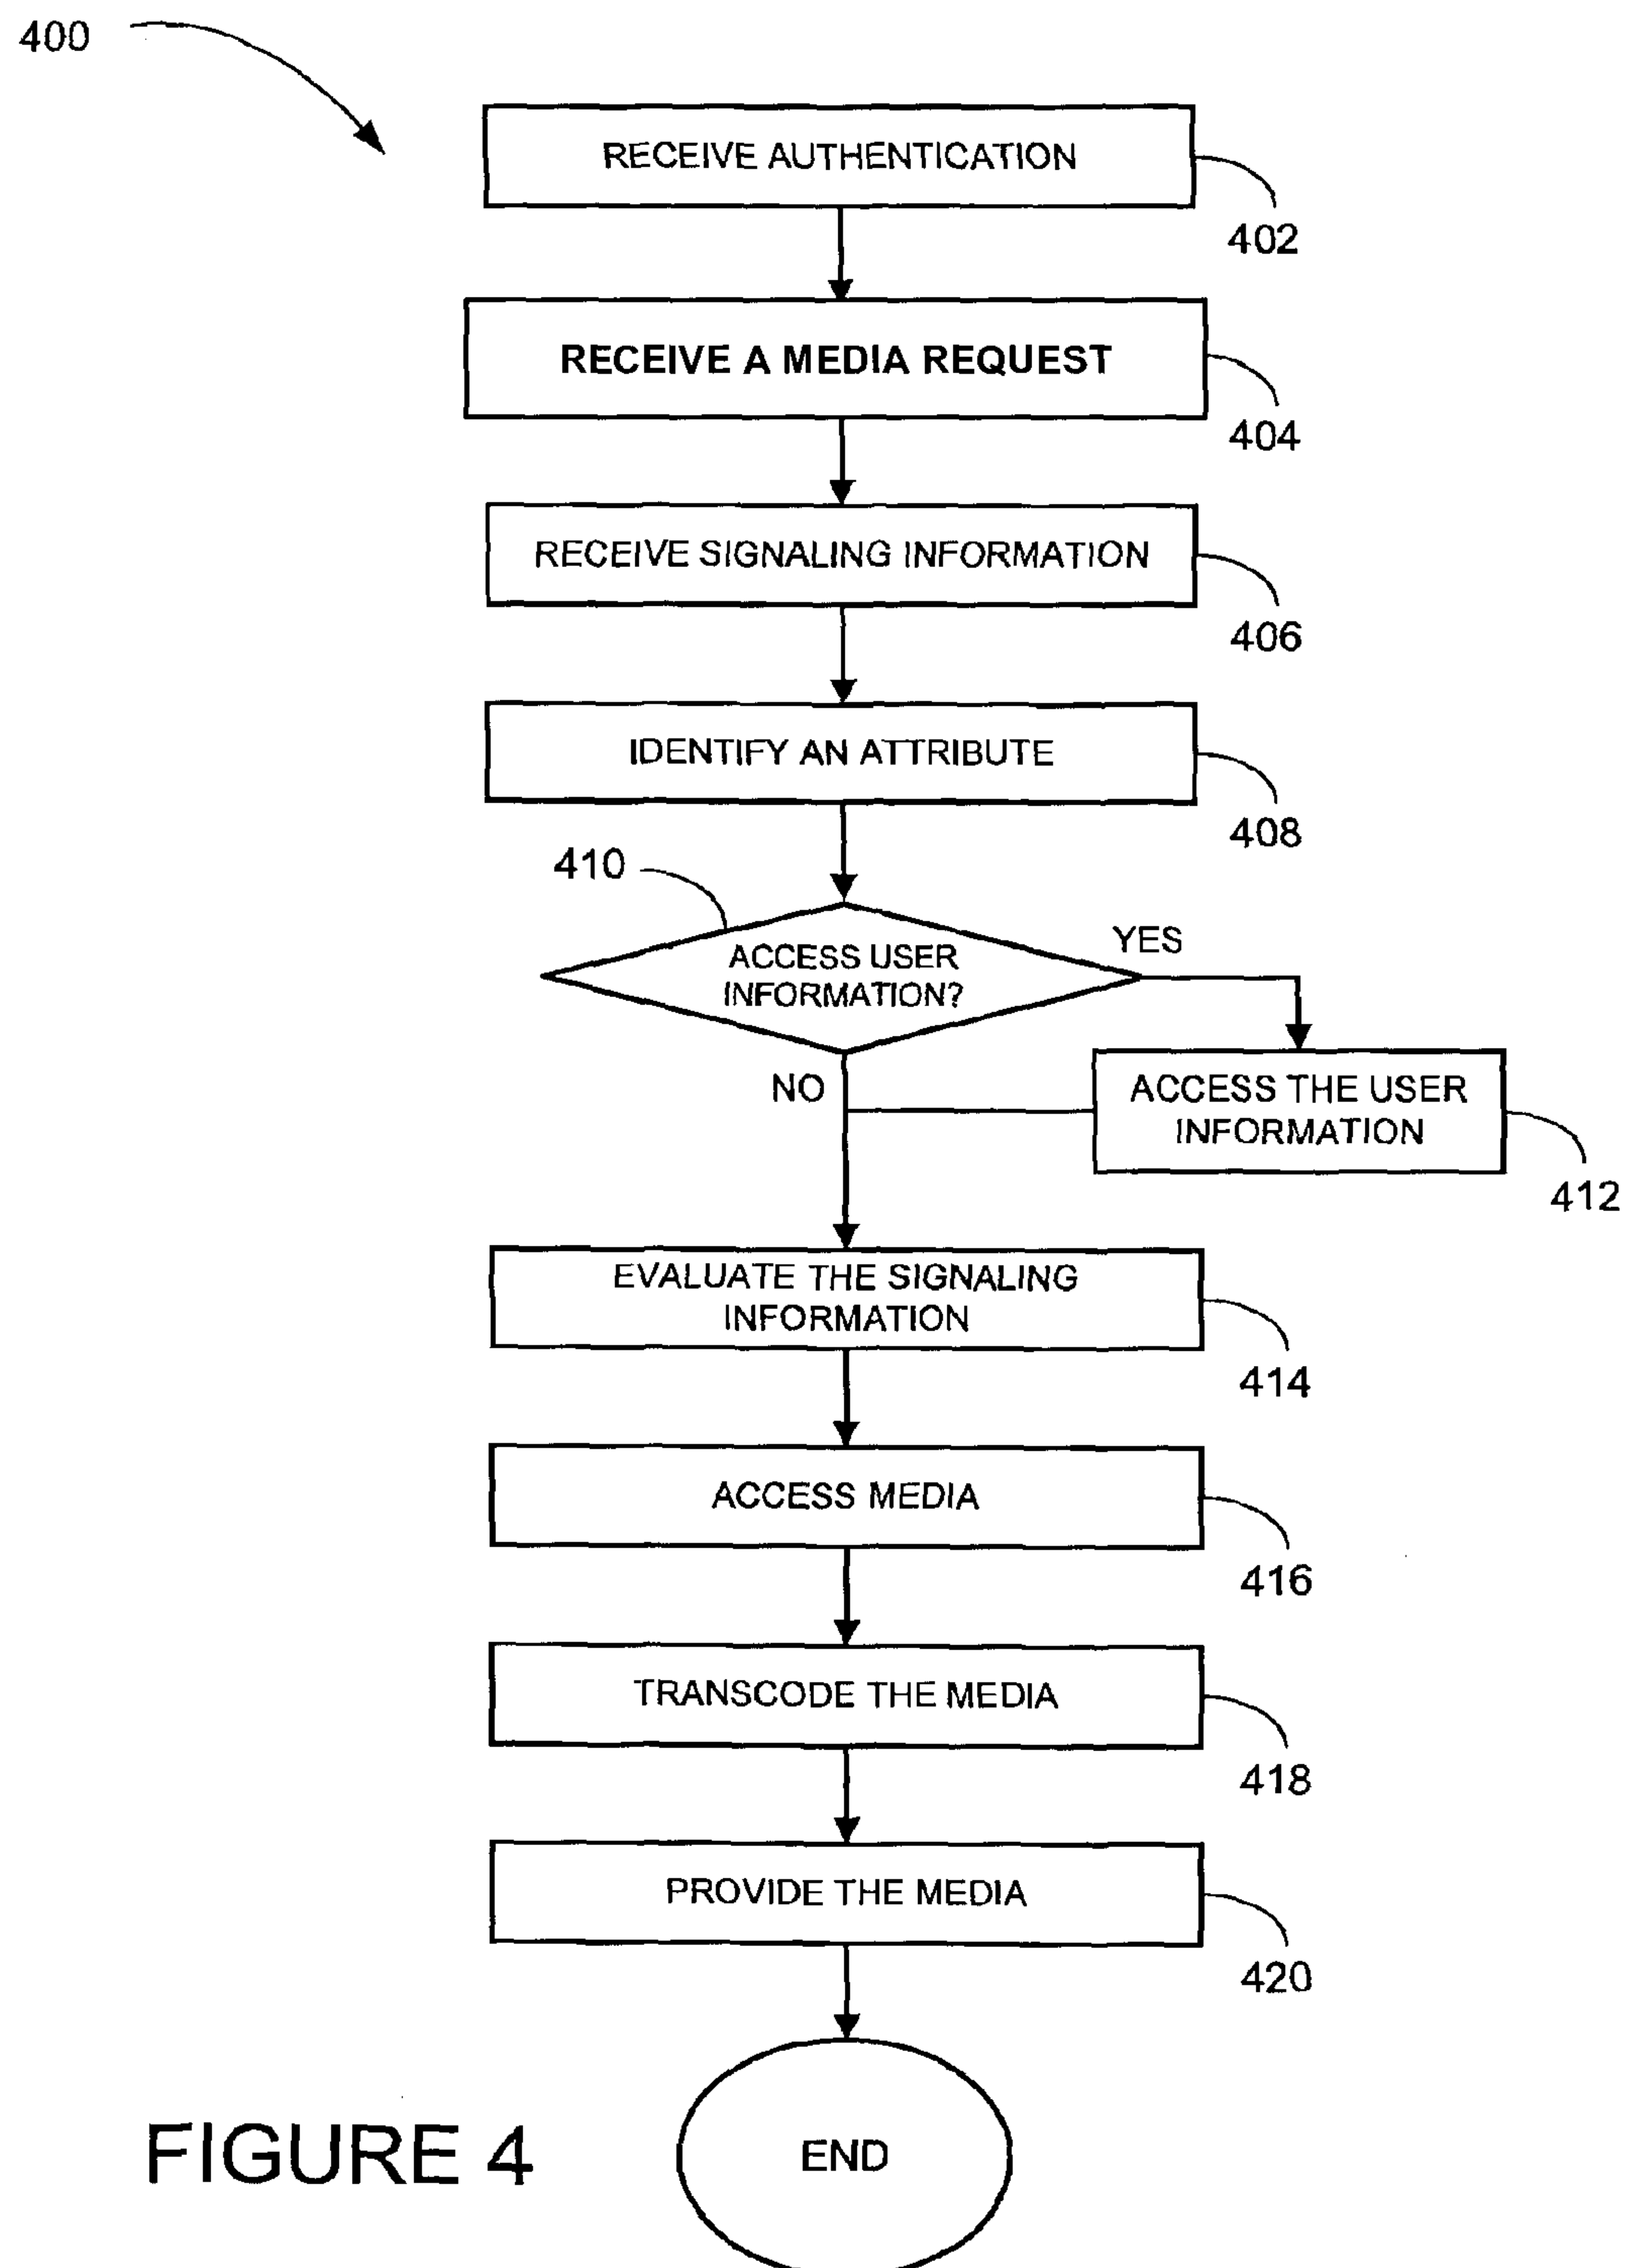 400
RECEIVE AUTHENTICATION
402
RECEIVE A MEDIA REQUEST
404
RECEIVE SIGNALING INFORMATION
406
IDENTIFY AN ATTRIBUTE
408
410
ACCESS USER
INFORMATION?
YES
NO
ACCESS THE USER
INFORMATION
412
EVALUATE THE SIGNALING
INFORMATION
414
ACCESS MEDIA
416
TRANSCODE THE MEDIA
418
PROVIDE THE MEDIA
420
END
FIGURE 4